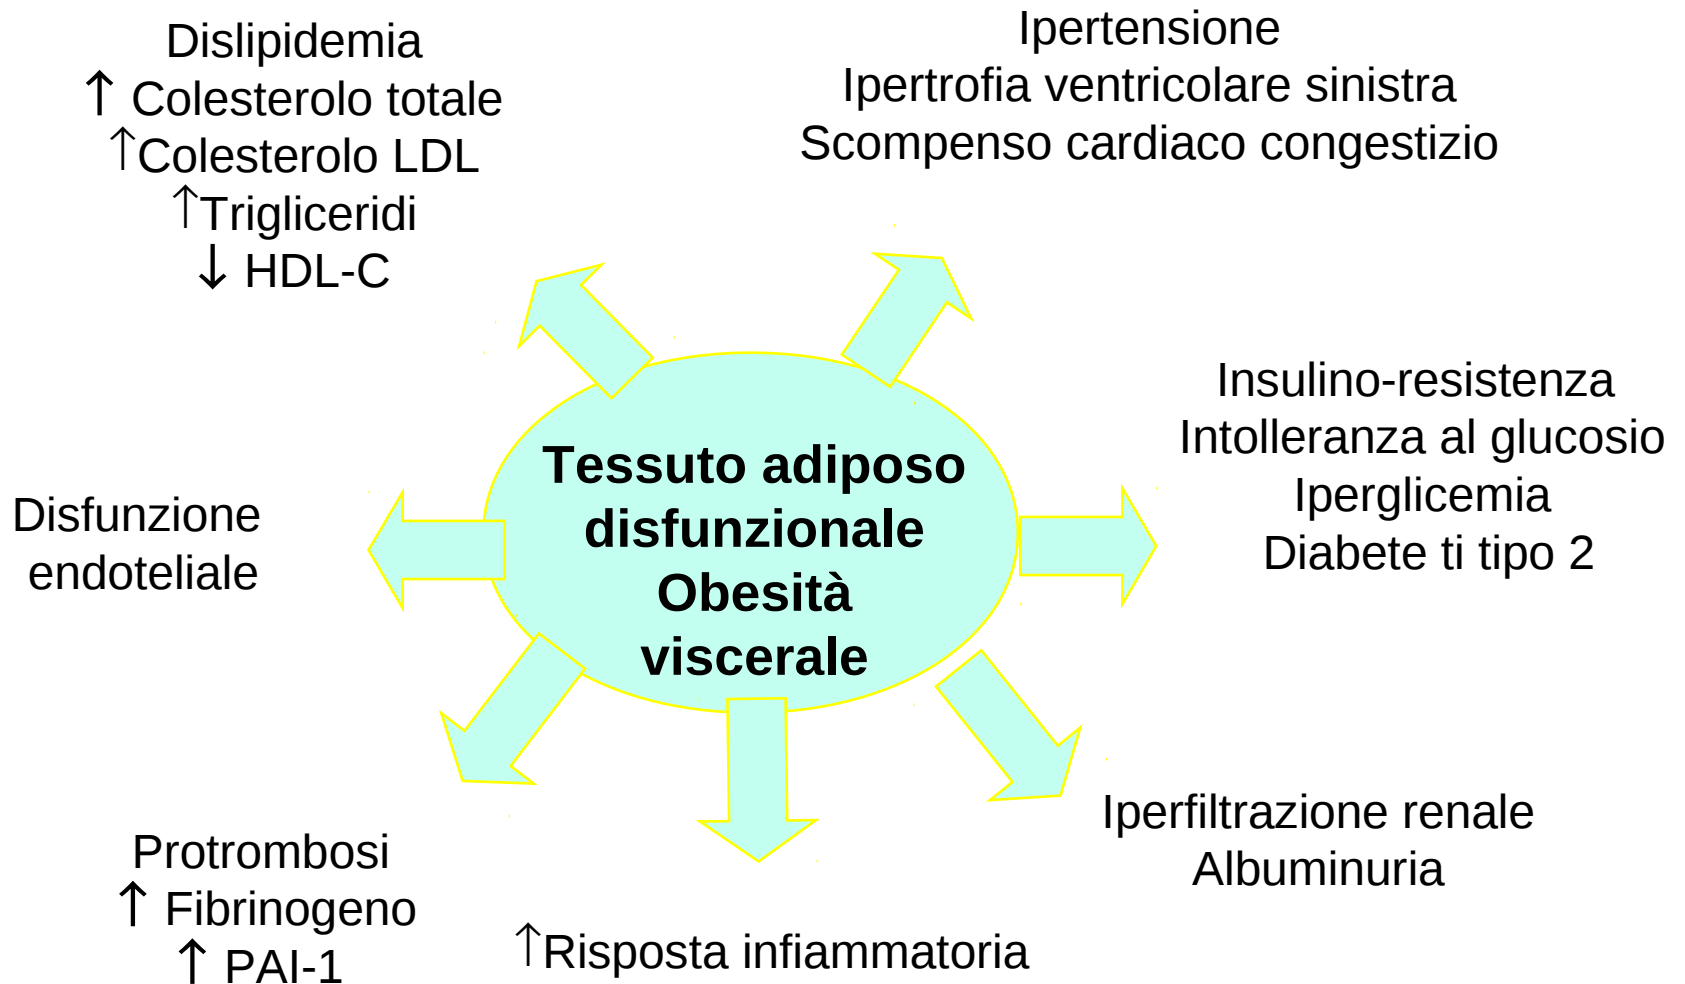 Dislipidemia
↑ Colesterolo totale
↑Colesterolo LDL
↑Trigliceridi
↓ HDL-C
Ipertensione
Ipertrofia ventricolare sinistra
Scompenso cardiaco congestizio
Insulino-resistenza
Intolleranza al glucosio
Iperglicemia
Diabete ti tipo 2
Tessuto adiposo
disfunzionale
Obesità
viscerale
Disfunzione
endoteliale
Iperfiltrazione renale
Albuminuria
Protrombosi
↑ Fibrinogeno
↑ PAI-1
↑Risposta infiammatoria